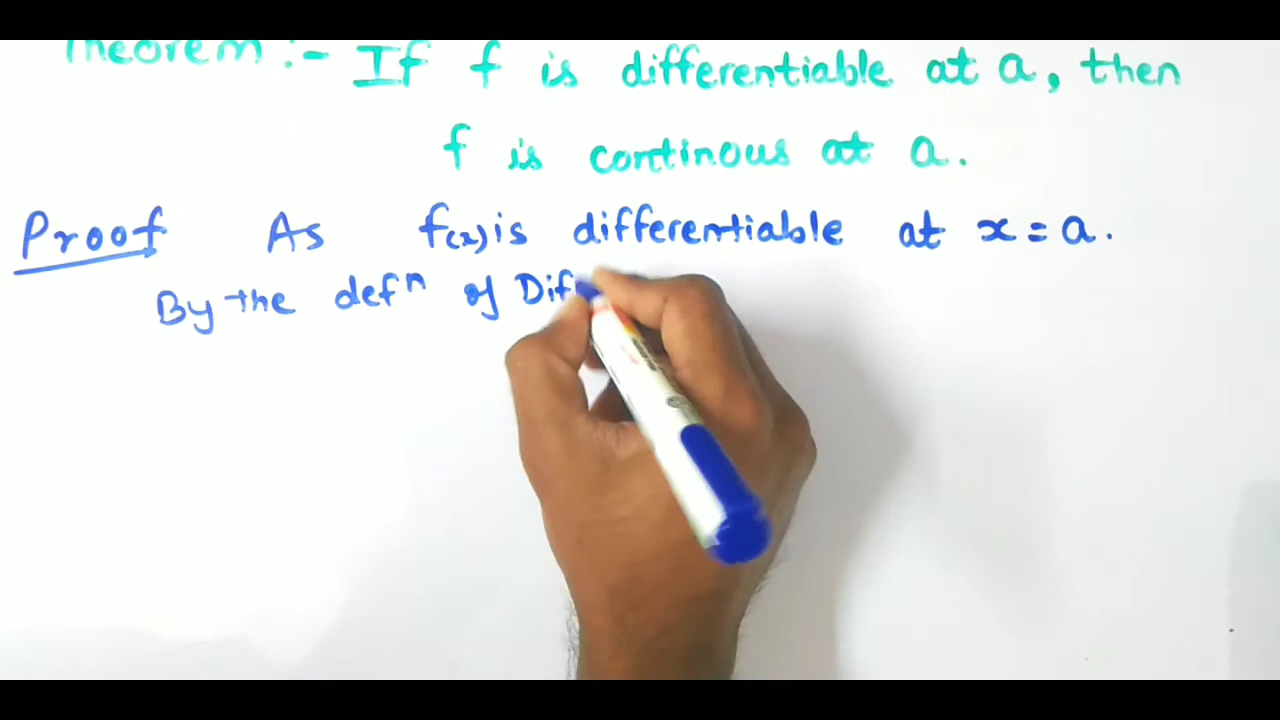 Theorem :- If f is differentiable at a, then
f is continous at a.
Proof As f(x) is differentiable at x = a.
By the defⁿ of Dif